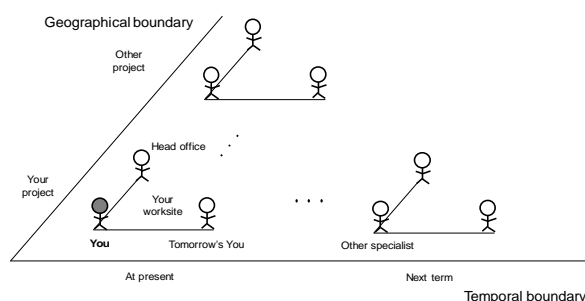 Geographical boundary
Other
project
Head office
Your
project
Your
worksite
You
Tomorrow's You
Other specialist
At present
Next term
Temporal boundary